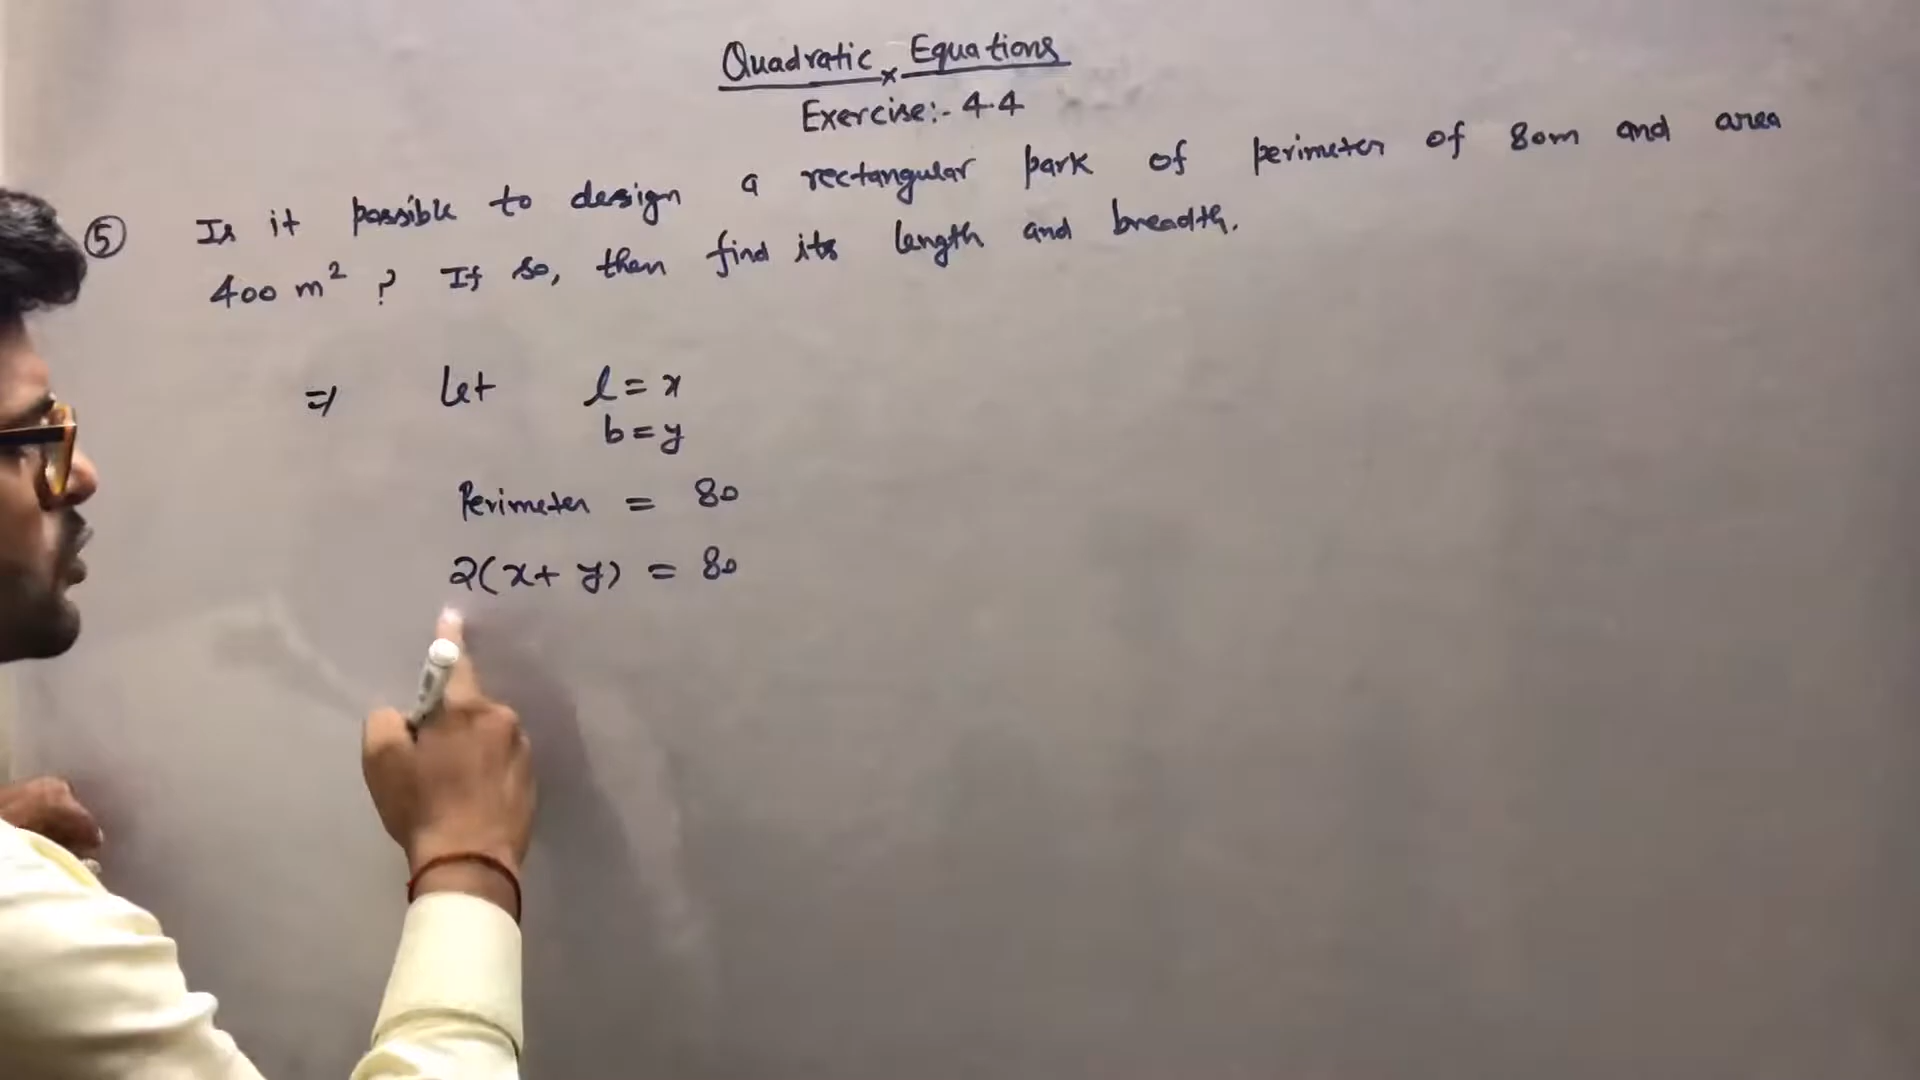 Quadratic Equations
Exercise:- 4.4
⑤ Is it possible to design a rectangular park of perimeter of 80m and area
400 m² ? If so, then find its length and breadth.
⇒ Let l = x
b = y
Perimeter = 80
2(x + y) = 80